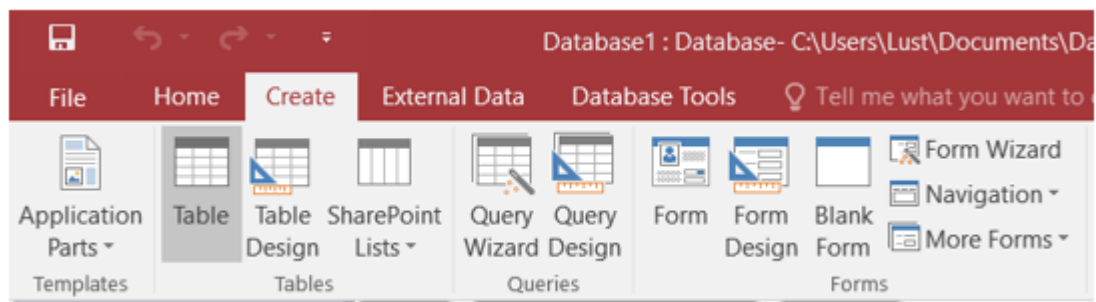 Database1 : Database- C:\Users\Lust\Documents\Da
File Home Create External Data Database Tools Tell me what you want to
Form Wizard
Navigation
More Forms
Application Parts
Table
Table Design
SharePoint Lists
Query Wizard
Query Design
Form
Form Design
Blank Form
Templates Tables Queries Forms